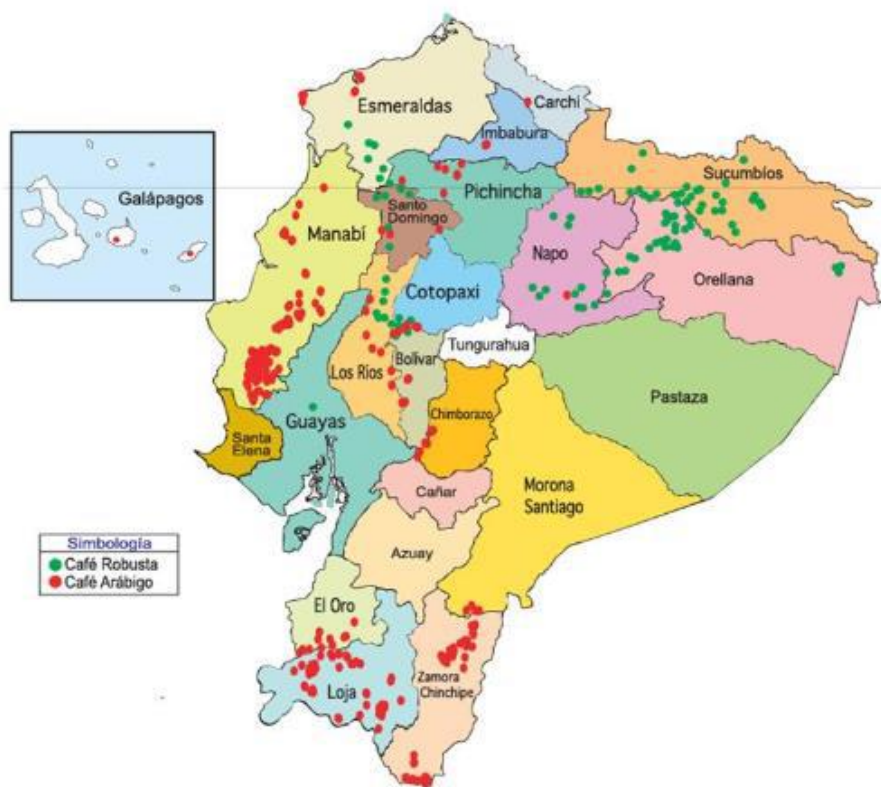 Esmeraldas
Carchi
Imbabura
Sucumbíos
Galápagos
Pichincha
Santo
Domingo
Manabí
Napo
Orellana
Cotopaxi
Tungurahua
Bolívar
Los Ríos
Pastaza
Chimborazo
Guayas
Santa
Elena
Morona
Santiago
Cañar
Simbología
Café Robusta
Café Arábigo
Azuay
El Oro
Zamora
Chinchipe
Loja